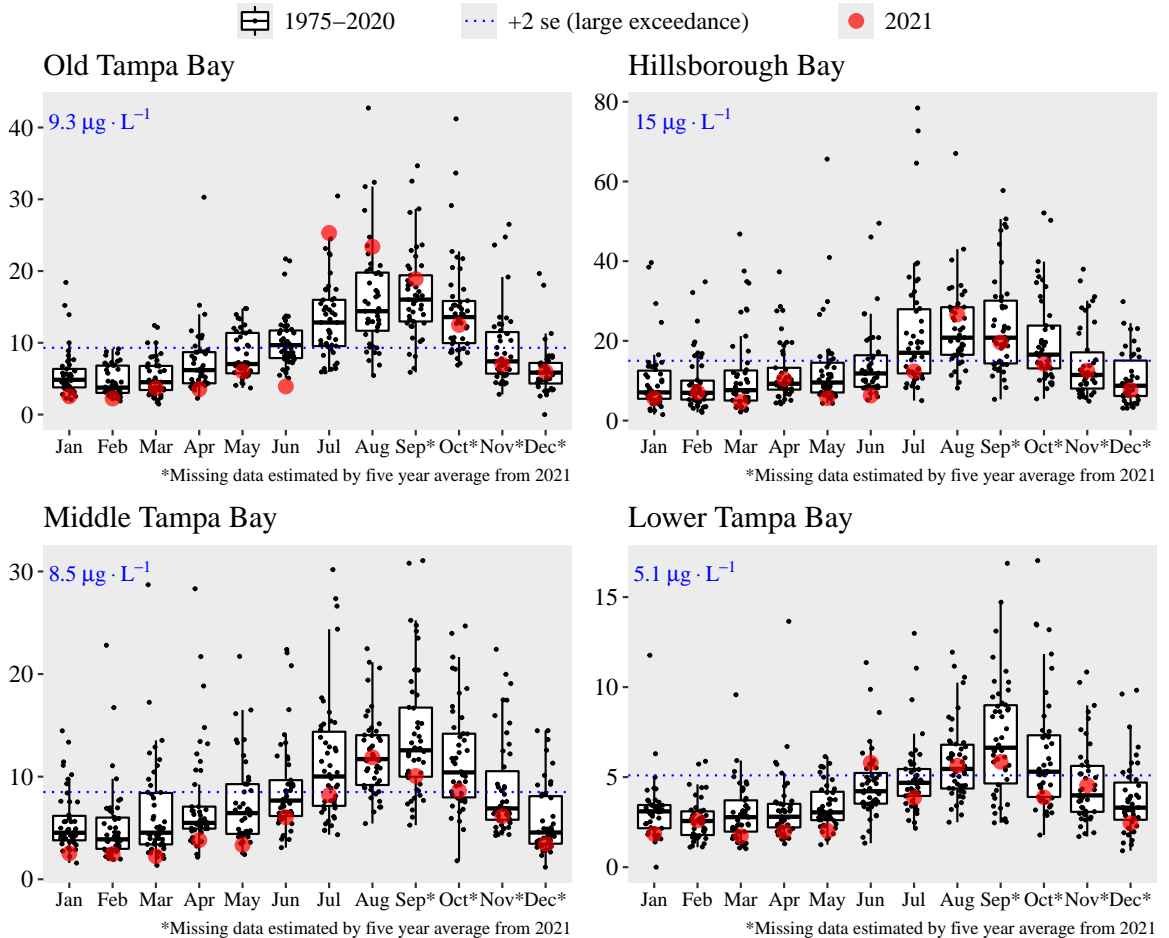 1975−2020 +2 se (large exceedance) 2021
Old Tampa Bay
9.3 μg · L⁻¹
40
30
20
10
0
Jan Feb Mar Apr May Jun Jul Aug Sep* Oct* Nov* Dec*
*Missing data estimated by five year average from 2021
Hillsborough Bay
15 μg · L⁻¹
80
60
40
20
0
Jan Feb Mar Apr May Jun Jul Aug Sep* Oct* Nov* Dec*
*Missing data estimated by five year average from 2021
Middle Tampa Bay
8.5 μg · L⁻¹
30
20
10
0
Jan Feb Mar Apr May Jun Jul Aug Sep* Oct* Nov* Dec*
*Missing data estimated by five year average from 2021
Lower Tampa Bay
5.1 μg · L⁻¹
15
10
5
0
Jan Feb Mar Apr May Jun Jul Aug Sep* Oct* Nov* Dec*
*Missing data estimated by five year average from 2021